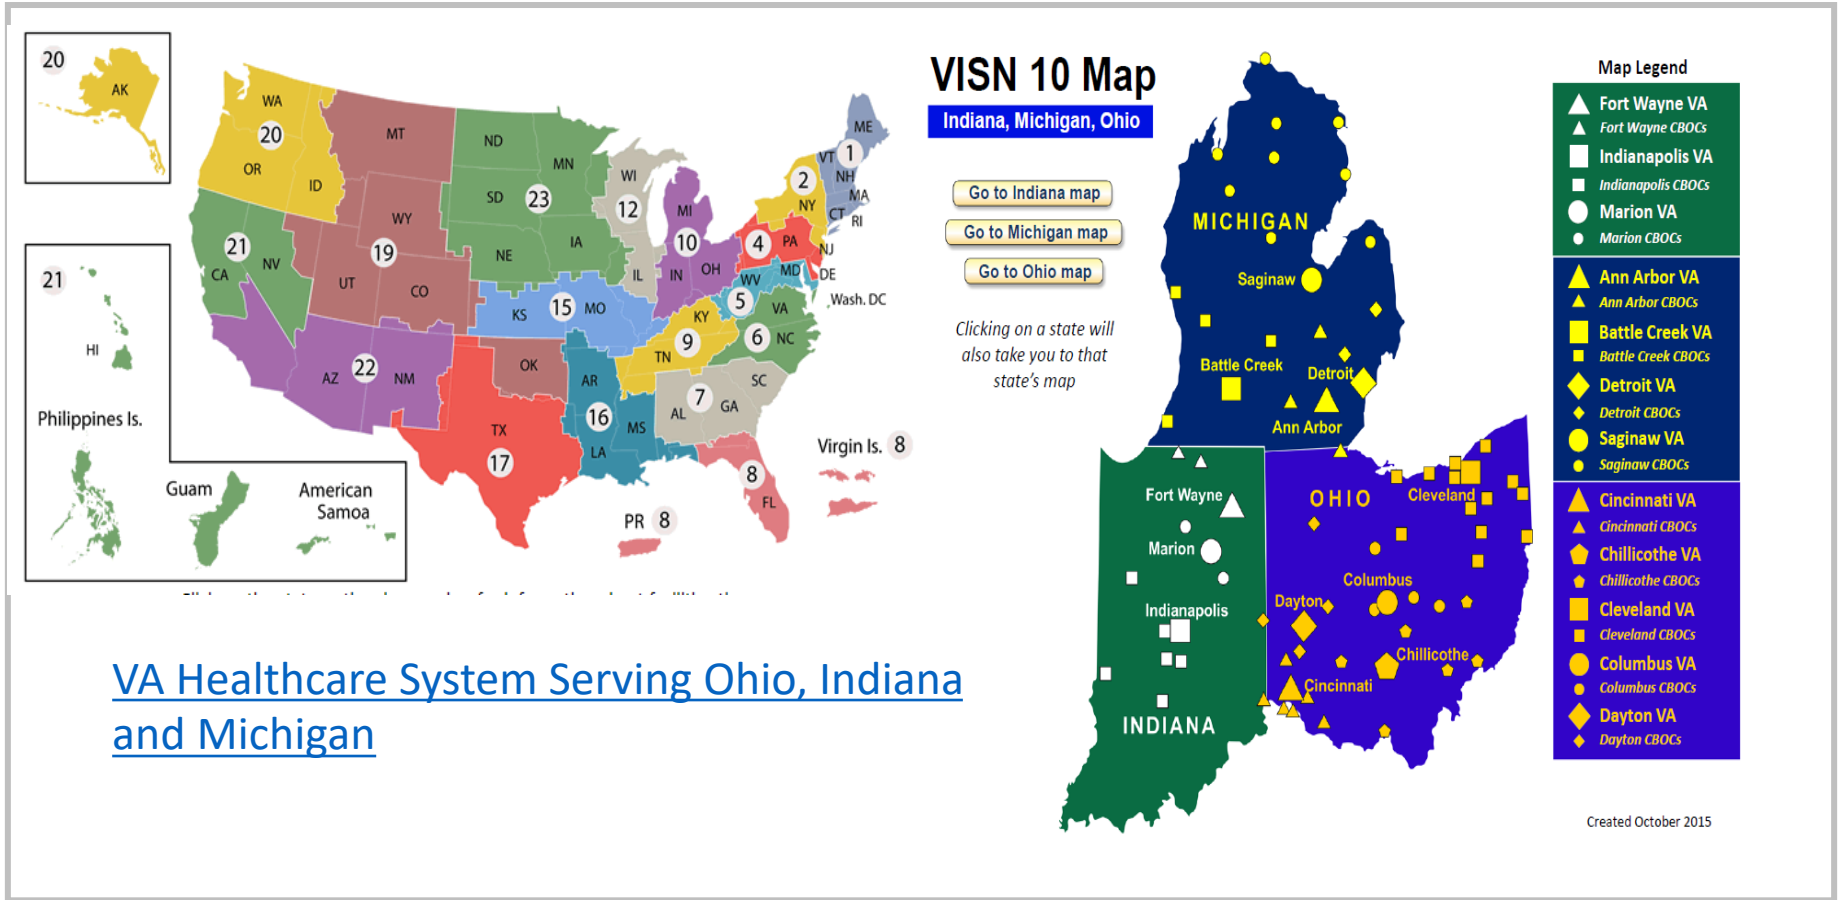 20
AK
WA
20
OR
ID
MT
WY
19
UT
CO
ND
MN
SD
23
NE
IA
WI
12
IL
MI
10
IN
OH
ME
VT
1
NH
MA
CT
RI
2
NY
4
PA
NJ
MD
DE
WV
5
Wash. DC
VA
6
NC
KY
9
TN
KS
15
MO
21
CA
NV
22
AZ
NM
OK
TX
17
AR
16
MS
LA
SC
7
AL
GA
8
FL
21
HI
Philippines Is.
Guam
American
Samoa
PR 8
Virgin Is. 8
VA Healthcare System Serving Ohio, Indiana
and Michigan
VISN 10 Map
Indiana, Michigan, Ohio
Go to Indiana map
Go to Michigan map
Go to Ohio map
Clicking on a state will
also take you to that
state's map
MICHIGAN
Saginaw
Battle Creek
Detroit
Ann Arbor
Fort Wayne
Marion
Indianapolis
INDIANA
OHIO
Cleveland
Columbus
Dayton
Chillicothe
Cincinnati
Map Legend
Fort Wayne VA
Fort Wayne CBOCs
Indianapolis VA
Indianapolis CBOCs
Marion VA
Marion CBOCs
Ann Arbor VA
Ann Arbor CBOCs
Battle Creek VA
Battle Creek CBOCs
Detroit VA
Detroit CBOCs
Saginaw VA
Saginaw CBOCs
Cincinnati VA
Cincinnati CBOCs
Chillicothe VA
Chillicothe CBOCs
Cleveland VA
Cleveland CBOCs
Columbus VA
Columbus CBOCs
Dayton VA
Dayton CBOCs
Created October 2015